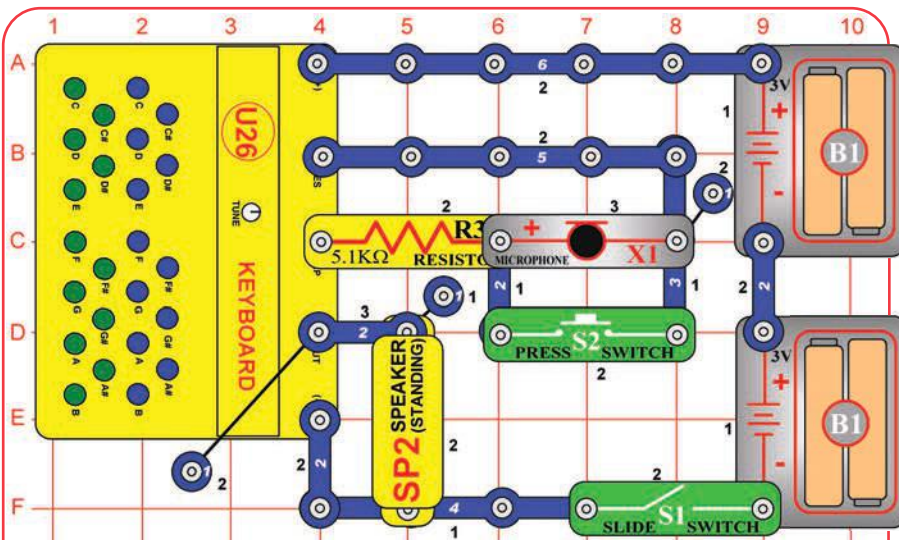 1 2 3 4 5 6 7 8 9 10
A
B
C
D
E
F
U26
KEYBOARD
TUNE
C D E F G A B
C# D# F# G# A#
C D E F G A B
C# D# F# G# A#
6
2
2
5
3V
1
+
-
B1
2
1
2
R3
5.1KΩ
3
+
MICROPHONE
X1
1
1
2
1
3
1
2
2
3
2
S2
PRESS SWITCH
2
SP2 SPEAKER
(STANDING)
2
3V
1
+
-
B1
1
2
2
2
4
1
2
S1
SLIDE SWITCH